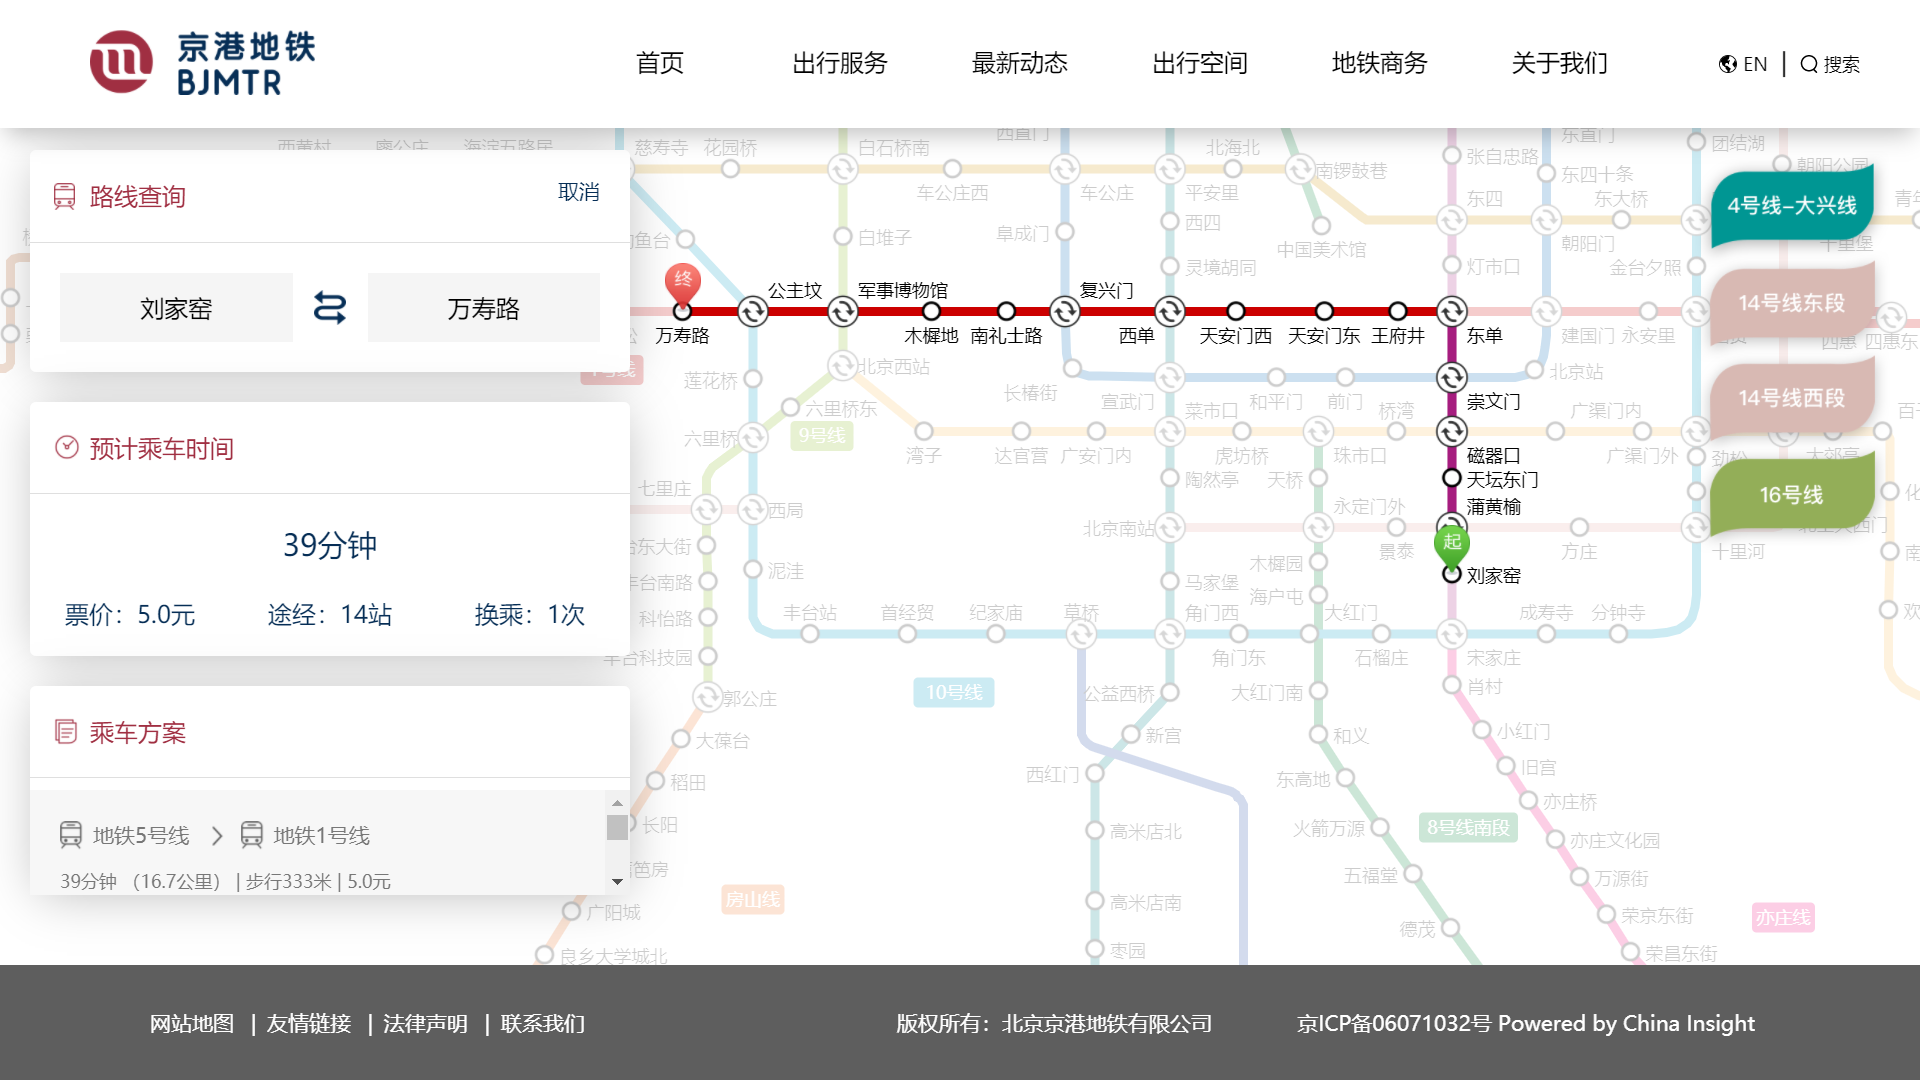 京港地铁
BJMTR
首页
出行服务
最新动态
出行空间
地铁商务
关于我们
EN
搜索
路线查询
取消
刘家窑
万寿路
预计乘车时间
39分钟
票价：5.0元
途经：14站
换乘：1次
乘车方案
地铁5号线
地铁1号线
39分钟 （16.7公里） | 步行333米 | 5.0元
慈寿寺
花园桥
白石桥南
车公庄西
车公庄
北海北
平安里
南锣鼓巷
张自忠路
东四十条
团结湖
朝阳公园
白堆子
阜成门
西四
中国美术馆
东四
东大桥
朝阳门
灵境胡同
灯市口
金台夕照
终
公主坟
军事博物馆
复兴门
万寿路
木樨地
南礼士路
西单
天安门西
天安门东
王府井
东单
建国门
永安里
四惠
四惠东
莲花桥
北京西站
长椿街
宣武门
和平门
前门
崇文门
北京站
六里桥东
六里桥
9号线
湾子
达官营
广安门内
菜市口
虎坊桥
珠市口
桥湾
磁器口
广渠门内
广渠门外
劲松
七里庄
西局
陶然亭
天桥
天坛东门
北京南站
永定门外
景泰
蒲黄榆
方庄
十里河
起
刘家窑
泥洼
丰台南路
科怡路
丰台科技园
郭公庄
大葆台
稻田
长阳
广阳城
良乡大学城北
房山线
丰台站
首经贸
纪家庙
草桥
马家堡
角门西
角门东
木樨园
海户屯
大红门
石榴庄
宋家庄
成寿寺
分钟寺
10号线
公益西桥
新宫
西红门
高米店北
高米店南
枣园
大红门南
和义
东高地
火箭万源
五福堂
德茂
8号线南段
肖村
小红门
旧宫
亦庄桥
亦庄文化园
万源街
荣京东街
荣昌东街
亦庄线
4号线-大兴线
14号线东段
14号线西段
16号线
网站地图 | 友情链接 | 法律声明 | 联系我们
版权所有：北京京港地铁有限公司
京ICP备06071032号 Powered by China Insight